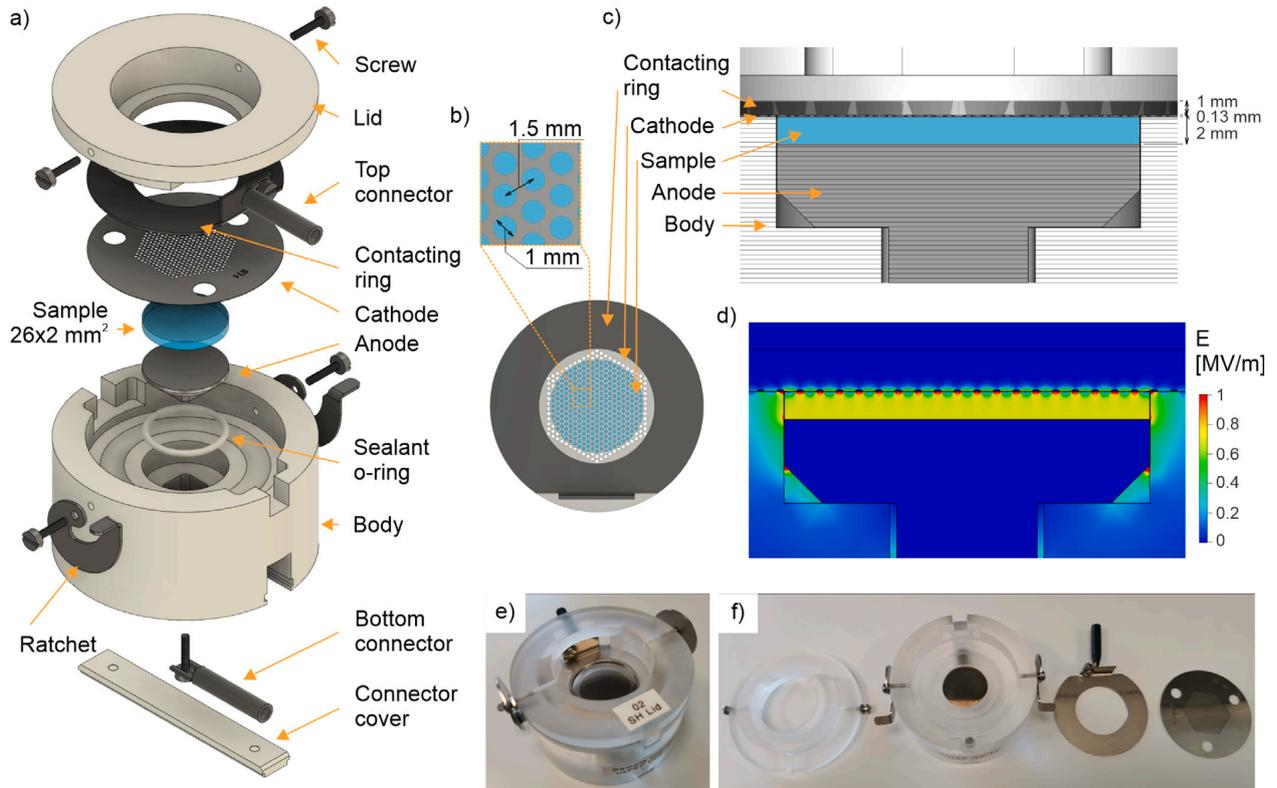 a)
Screw
Lid
Top
connector
Contacting
ring
Cathode
Sample
26x2 mm²
Anode
Sealant
o-ring
Body
Ratchet
Bottom
connector
Connector
cover
b)
1.5 mm
1 mm
c)
Contacting
ring
Cathode
Sample
Anode
Body
1 mm
0.13 mm
2 mm
d)
E
[MV/m]
1
0.8
0.6
0.4
0.2
0
e)
02
SH Lid
f)